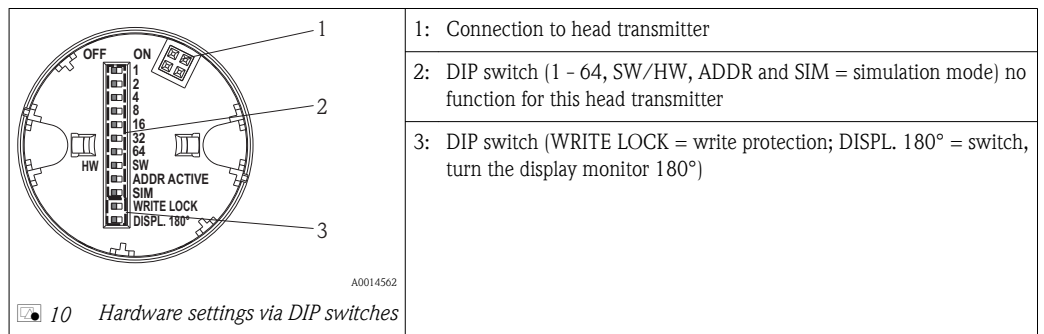 OFF ON
1
2
4
8
16
32
64
HW SW
ADDR ACTIVE
SIM
WRITE LOCK
DISPL. 180°
1
2
3
A0014562
10 Hardware settings via DIP switches
1: Connection to head transmitter
2: DIP switch (1 - 64, SW/HW, ADDR and SIM = simulation mode) no
function for this head transmitter
3: DIP switch (WRITE LOCK = write protection; DISPL. 180° = switch,
turn the display monitor 180°)